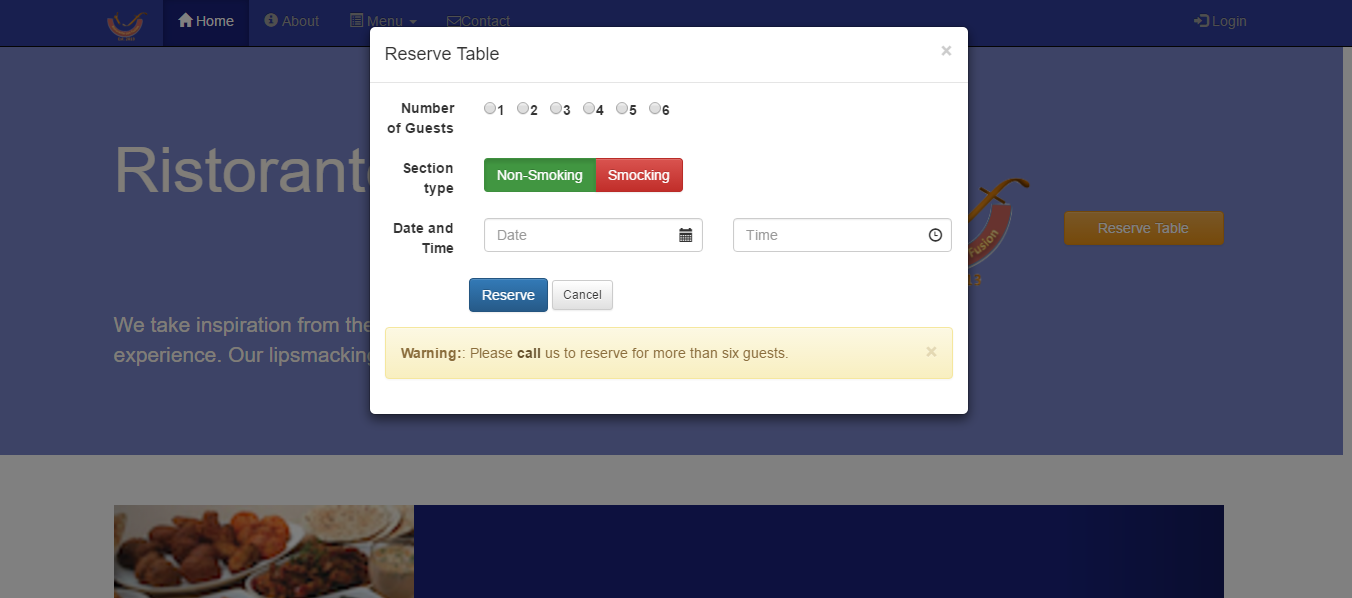 Home About Menu Contact Login
Reserve Table ×
Number
of Guests
1 2 3 4 5 6
Section
type
Non-Smoking Smocking
Date and
Time
Date Time
Reserve Cancel
Warning:: Please call us to reserve for more than six guests. ×
Ristorant
Fusion
Reserve Table
We take inspiration from the
experience. Our lipsmacking